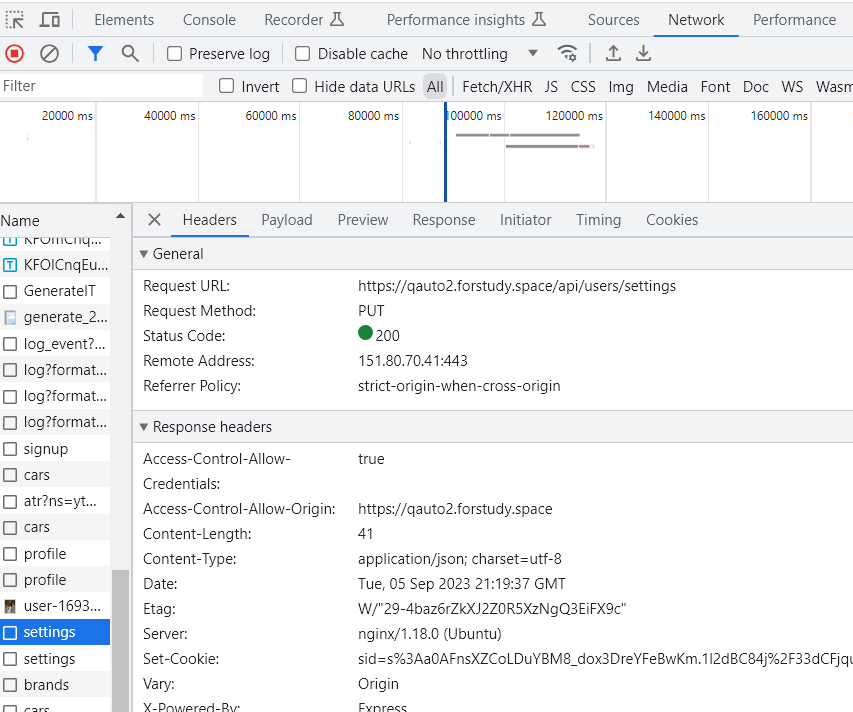 Elements Console Recorder Performance insights Sources Network Performance
Preserve log Disable cache No throttling
Filter Invert Hide data URLs All Fetch/XHR JS CSS Img Media Font Doc WS Wasm
20000 ms 40000 ms 60000 ms 80000 ms 100000 ms 120000 ms 140000 ms 160000 ms
Name
KFOmCnq...
KFOlCnqEu...
GenerateIT
generate_2...
log_event?...
log?format...
log?format...
log?format...
signup
cars
atr?ns=yt...
cars
profile
profile
user-1693...
settings
settings
brands
cars
Headers Payload Preview Response Initiator Timing Cookies
General
Request URL: https://qauto2.forstudy.space/api/users/settings
Request Method: PUT
Status Code: 200
Remote Address: 151.80.70.41:443
Referrer Policy: strict-origin-when-cross-origin
Response headers
Access-Control-Allow- true
Credentials:
Access-Control-Allow-Origin: https://qauto2.forstudy.space
Content-Length: 41
Content-Type: application/json; charset=utf-8
Date: Tue, 05 Sep 2023 21:19:37 GMT
Etag: W/"29-4baz6rZkXJ2Z0R5XzNgQ3EiFX9c"
Server: nginx/1.18.0 (Ubuntu)
Set-Cookie: sid=s%3Aa0AFnsXZCoLDuYBM8_dox3DreYFeBwKm.1I2dBC84j%2F33dCFjqu
Vary: Origin
X-Powered-By: Express